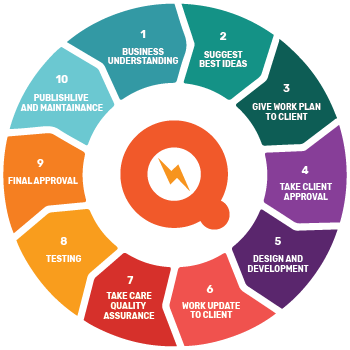 1
BUSINESS
UNDERSTANDING
2
SUGGEST
BEST IDEAS
3
GIVE WORK PLAN
TO CLIENT
4
TAKE CLIENT
APPROVAL
5
DESIGN AND
DEVELOPMENT
6
WORK UPDATE
TO CLIENT
7
TAKE CARE
QUALITY
ASSURANCE
8
TESTING
9
FINAL APPROVAL
10
PUBLISHLIVE
AND MAINTAINANCE